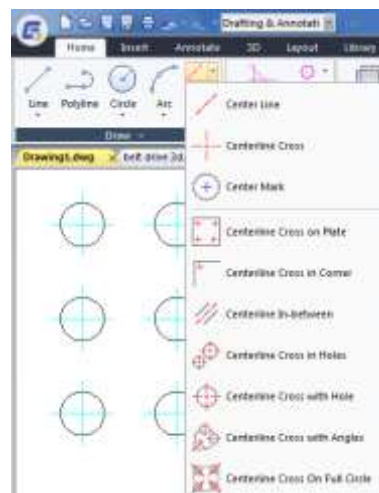 Drafting & Annotati
Home Insert Annotate 3D Layout Library
Line Polyline Circle Arc
Draw
Drawing1.dwg belt drive 3d.
Center Line
Centerline Cross
Center Mark
Centerline Cross on Plate
Centerline Cross in Corner
Centerline In-between
Centerline Cross in Holes
Centerline Cross with Hole
Centerline Cross with Angles
Centerline Cross On Full Circle